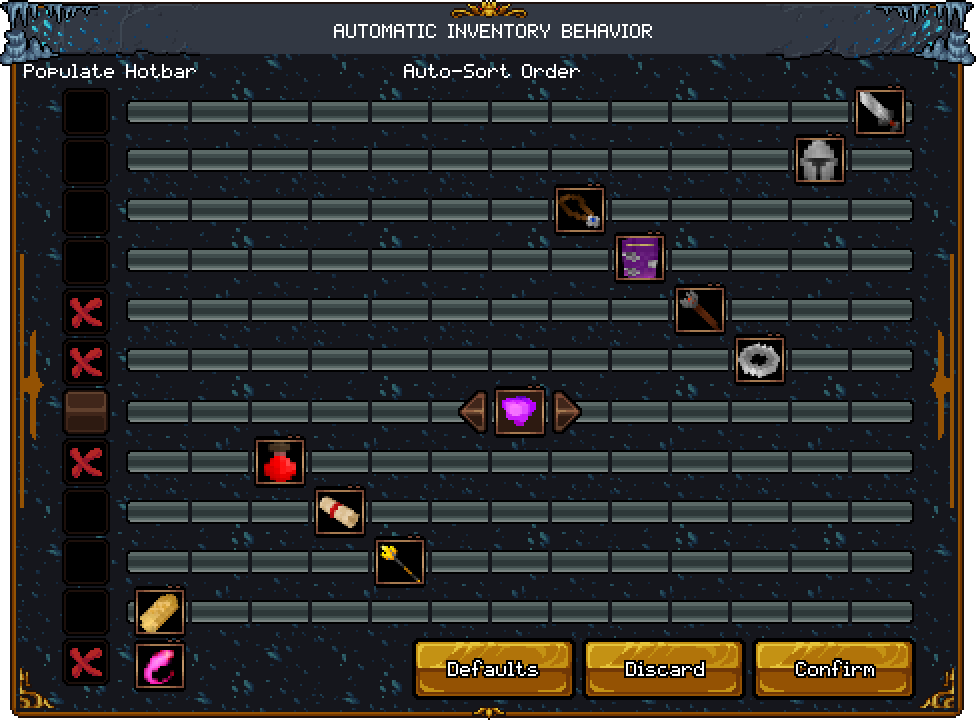 AUTOMATIC INVENTORY BEHAVIOR
Populate Hotbar
Auto-Sort Order
Defaults
Discard
Confirm